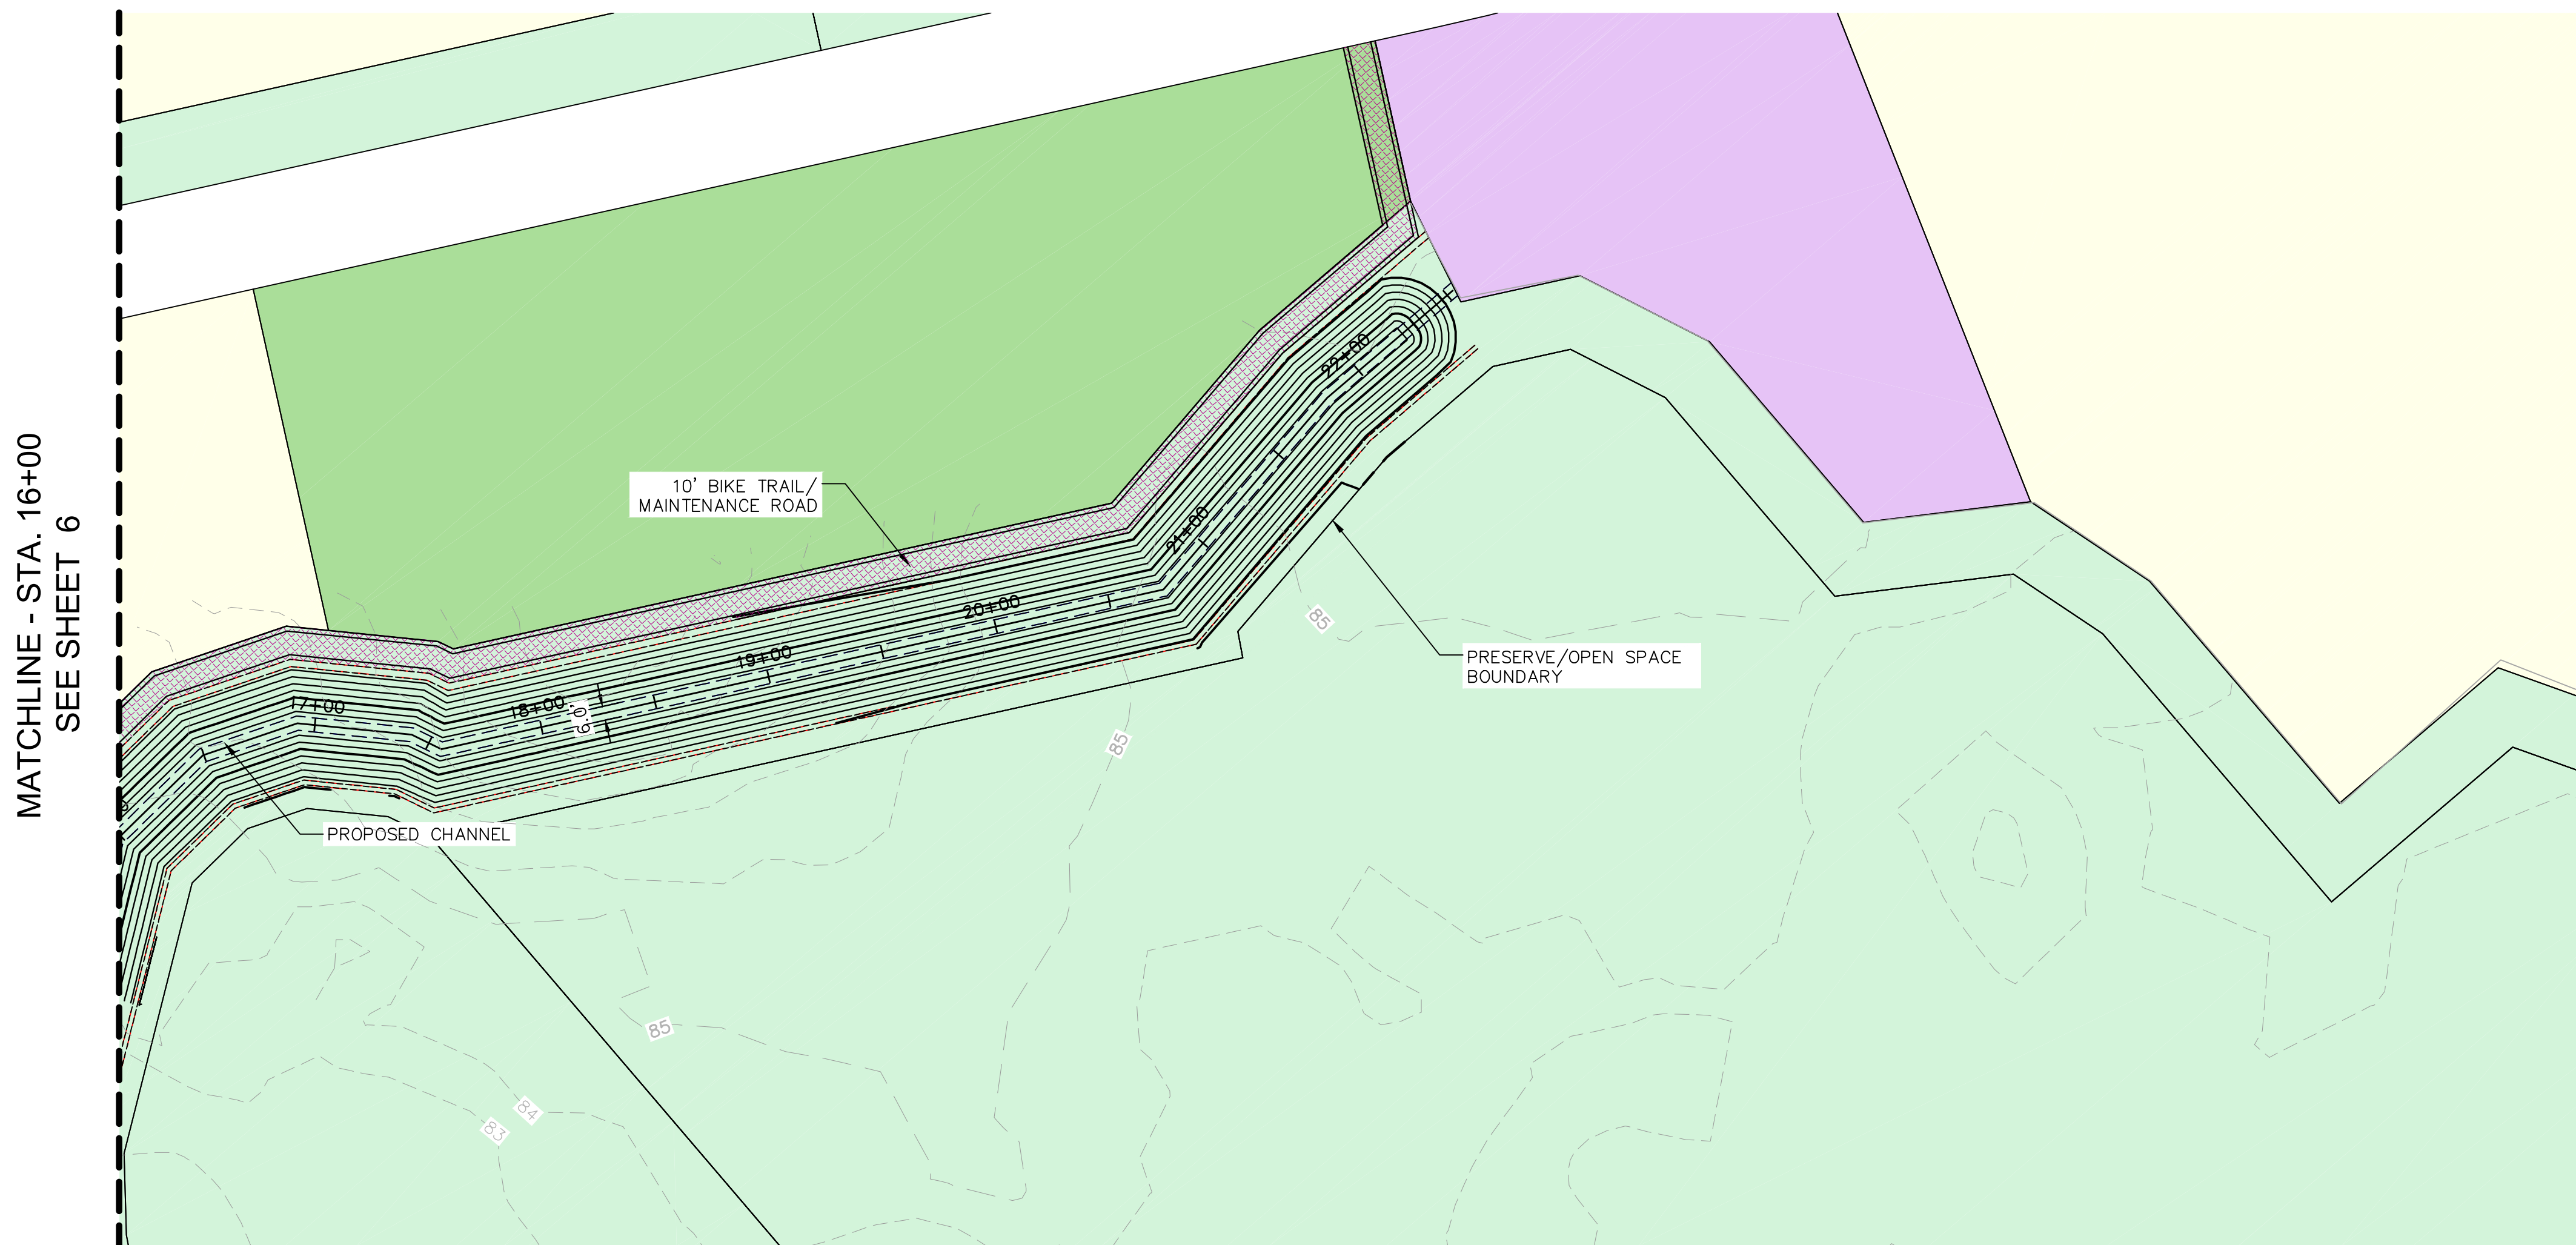 MATCHLINE - STA. 16+00
SEE SHEET 6
10' BIKE TRAIL/
MAINTENANCE ROAD
22+00
21+00
20+00
19+00
18+00
17+00
6.0'
PROPOSED CHANNEL
PRESERVE/OPEN SPACE
BOUNDARY
85
85
85
84
83